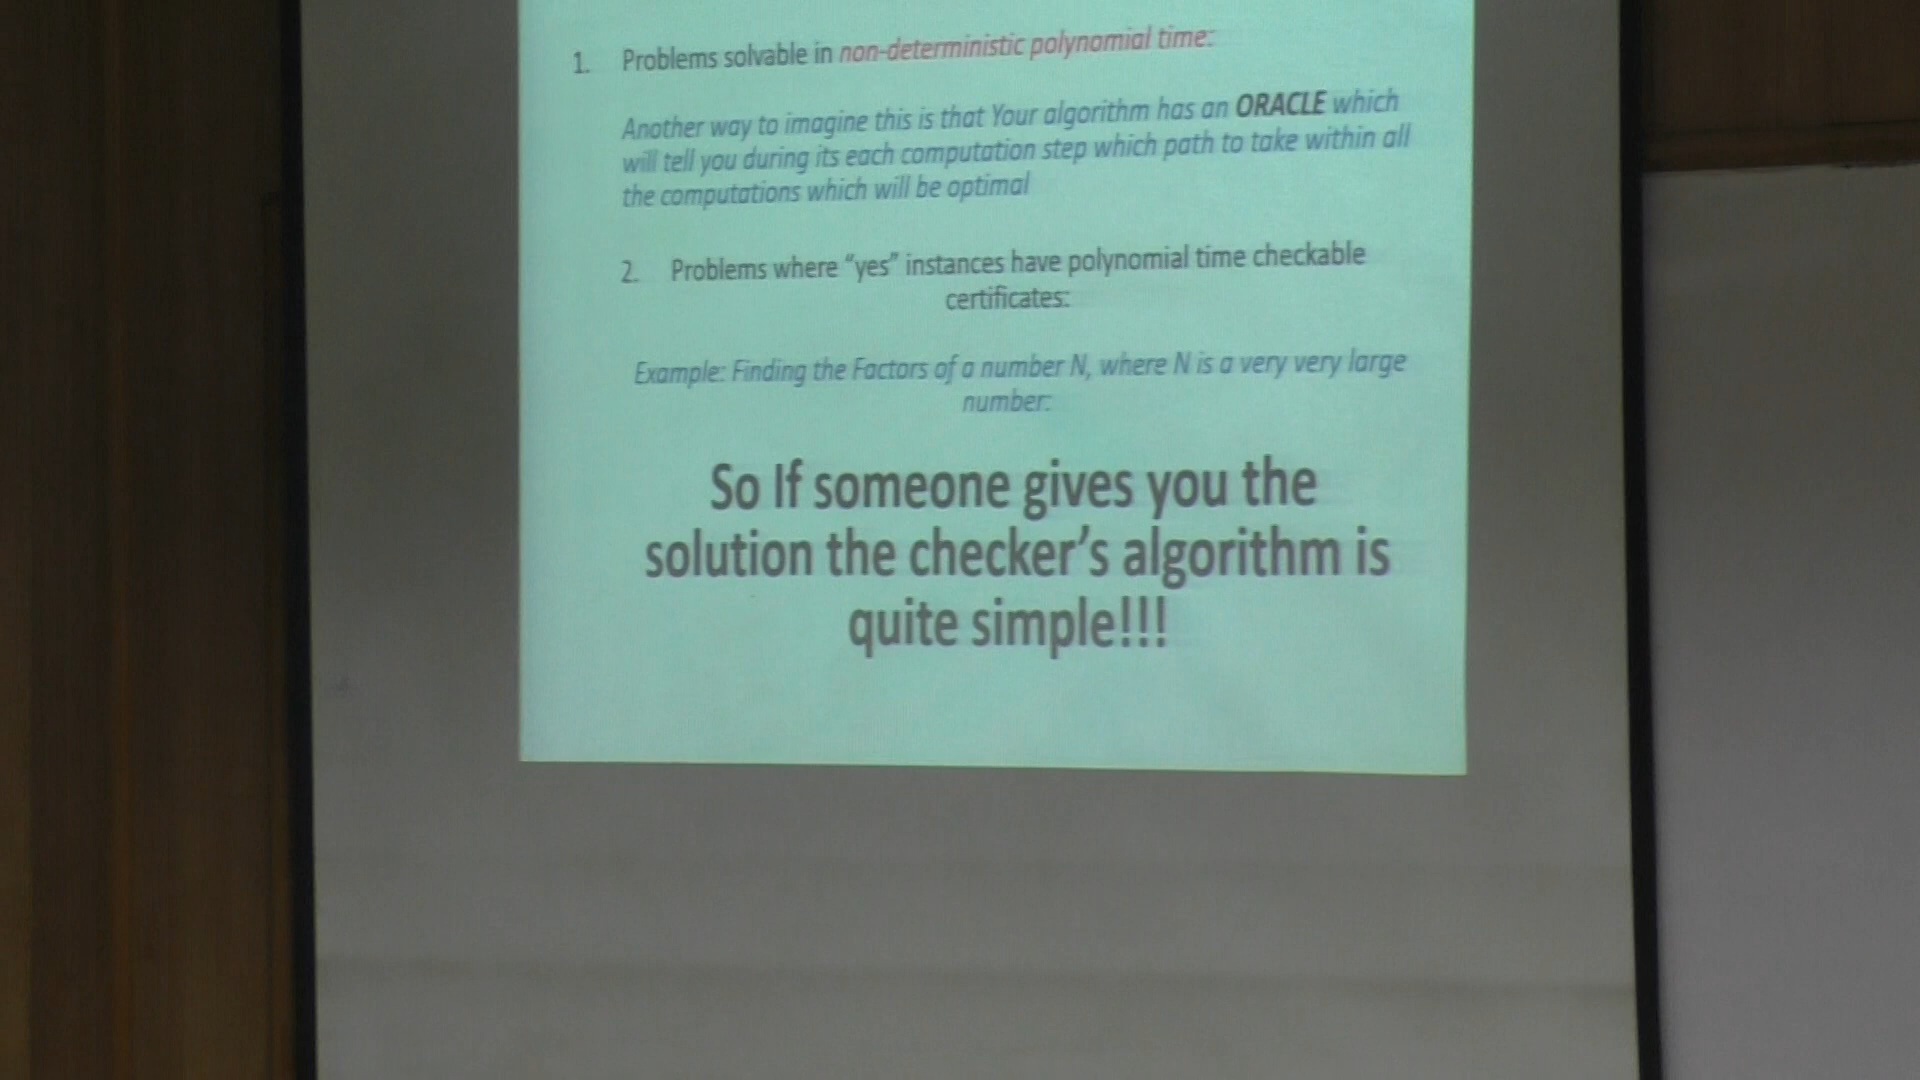 1. Problems solvable in non-deterministic polynomial time:
Another way to imagine this is that Your algorithm has an ORACLE which
will tell you during its each computation step which path to take within all
the computations which will be optimal
2. Problems where “yes” instances have polynomial time checkable
certificates:
Example: Finding the Factors of a number N, where N is a very very large
number:
So If someone gives you the
solution the checker’s algorithm is
quite simple!!!